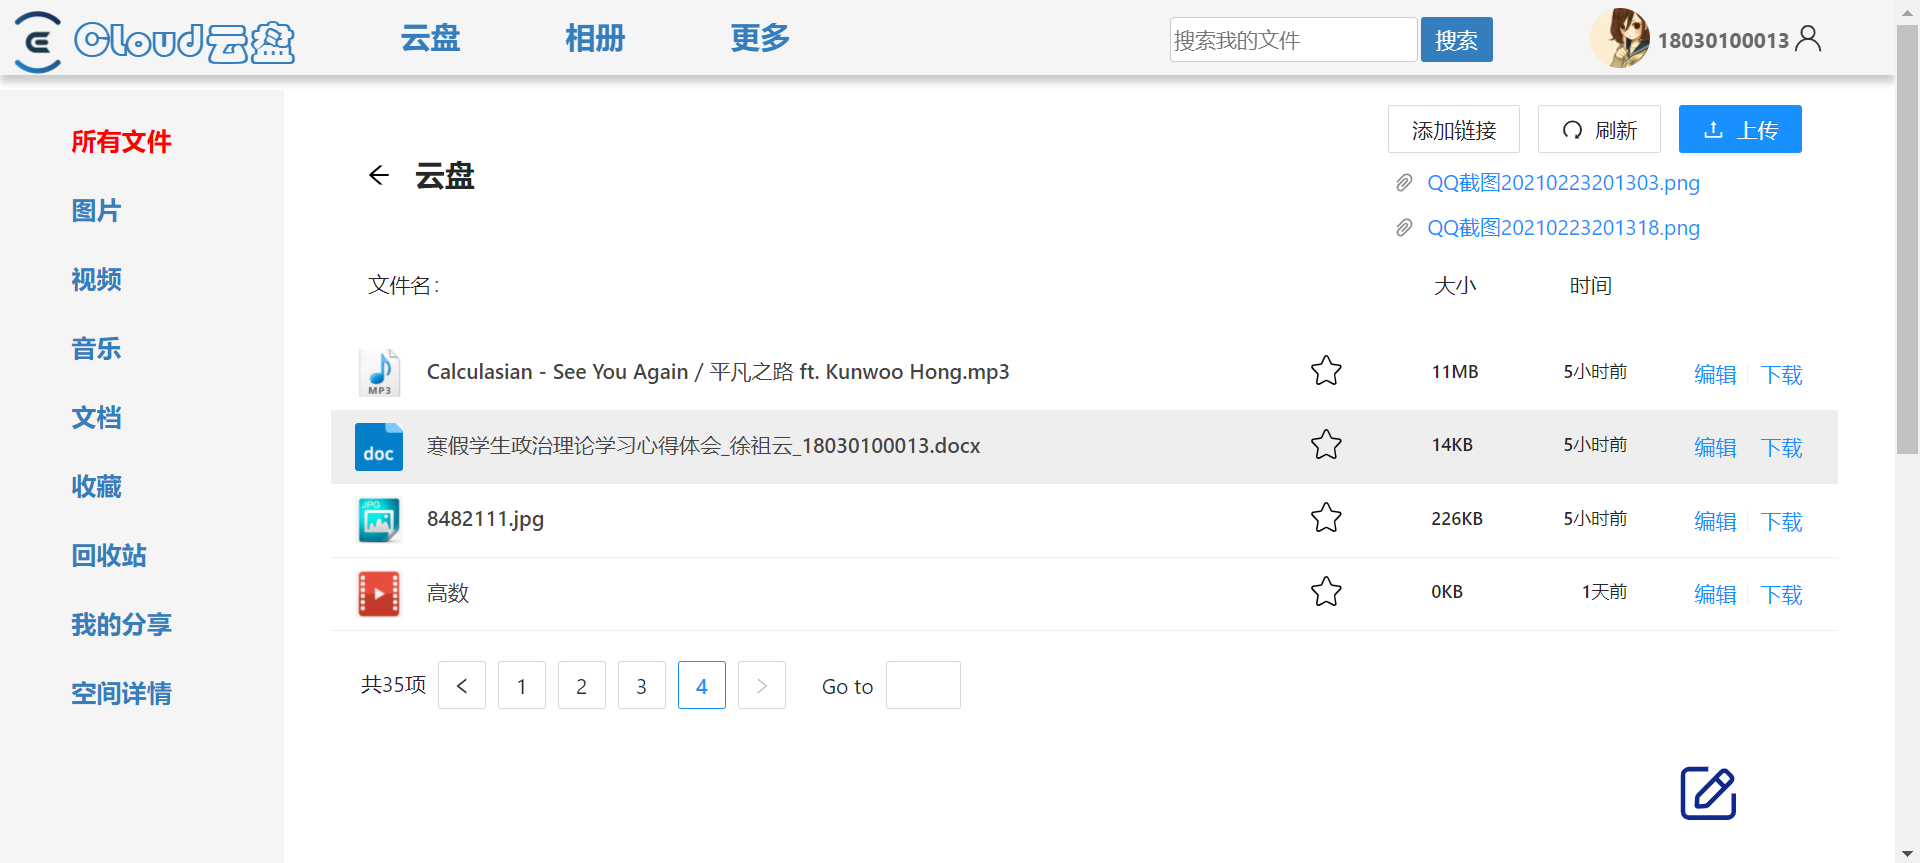 Cloud云盘 云盘 相册 更多 搜索我的文件 搜索 18030100013
所有文件
图片
视频
音乐
文档
收藏
回收站
我的分享
空间详情
添加链接 刷新 上传
云盘
QQ截图20210223201303.png
QQ截图20210223201318.png
文件名: 大小 时间
MP3 Calculasian - See You Again / 平凡之路 ft. Kunwoo Hong.mp3 11MB 5小时前 编辑 下载
doc 寒假学生政治理论学习心得体会_徐祖云_18030100013.docx 14KB 5小时前 编辑 下载
JPG 8482111.jpg 226KB 5小时前 编辑 下载
高数 0KB 1天前 编辑 下载
共35项 < 1 2 3 4 > Go to